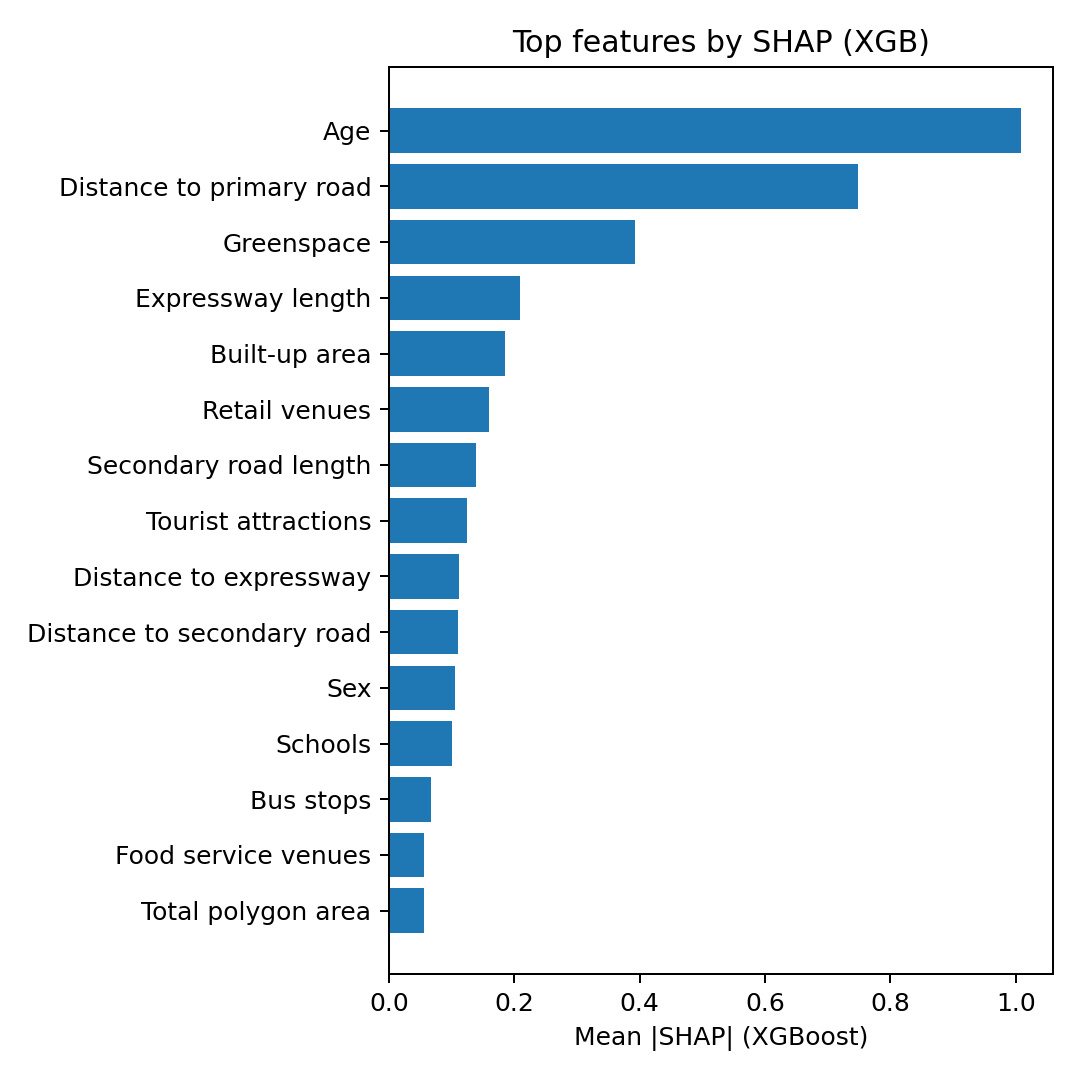 Top features by SHAP (XGB)
Age
Distance to primary road
Greenspace
Expressway length
Built-up area
Retail venues
Secondary road length
Tourist attractions
Distance to expressway
Distance to secondary road
Sex
Schools
Bus stops
Food service venues
Total polygon area
0.0 0.2 0.4 0.6 0.8 1.0
Mean |SHAP| (XGBoost)